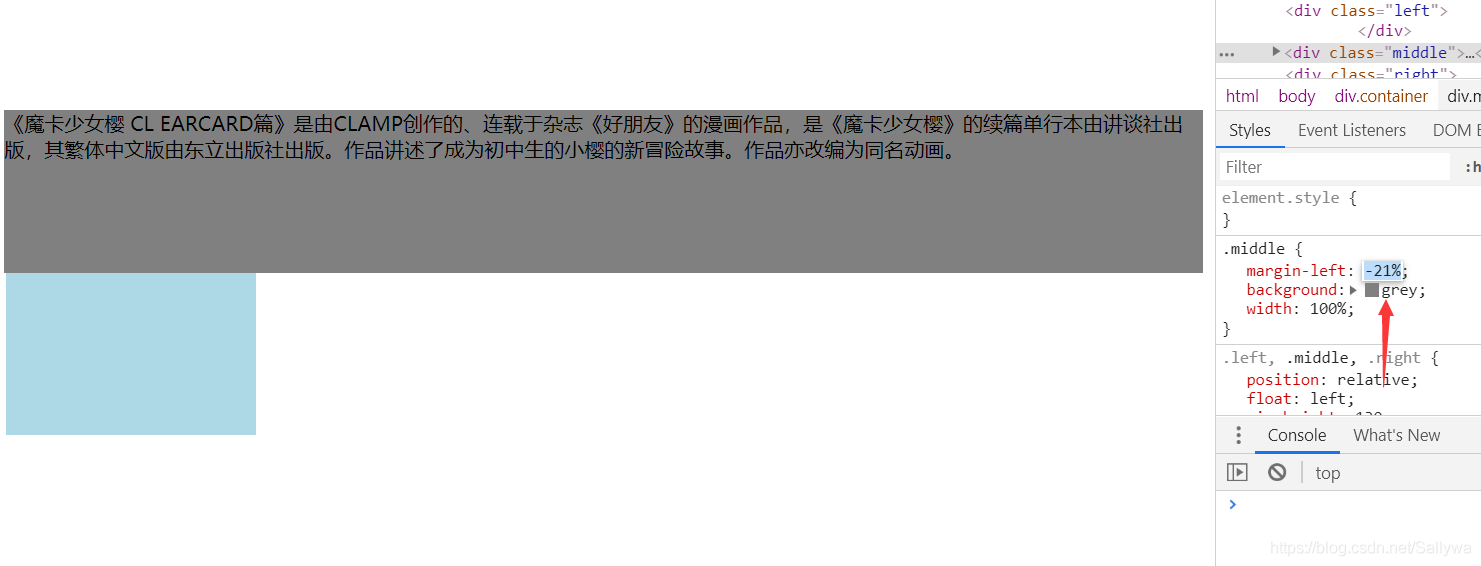 《魔卡少女樱 CL EARCARD篇》是由CLAMP创作的、连载于杂志《好朋友》的漫画作品，是《魔卡少女樱》的续篇单行本由讲谈社出
版，其繁体中文版由东立出版社出版。作品讲述了成为初中生的小樱的新冒险故事。作品亦改编为同名动画。
<div class="left">
</div>
... <div class="middle">…<
<div class="right">
html body div.container div.m
Styles Event Listeners DOM B
Filter :h
element.style {
}
.middle {
margin-left: -21%;
background: grey;
width: 100%;
}
.left, .middle, .right {
position: relative;
float: left;
Console What's New
top
https://blog.csdn.net/Sallywa